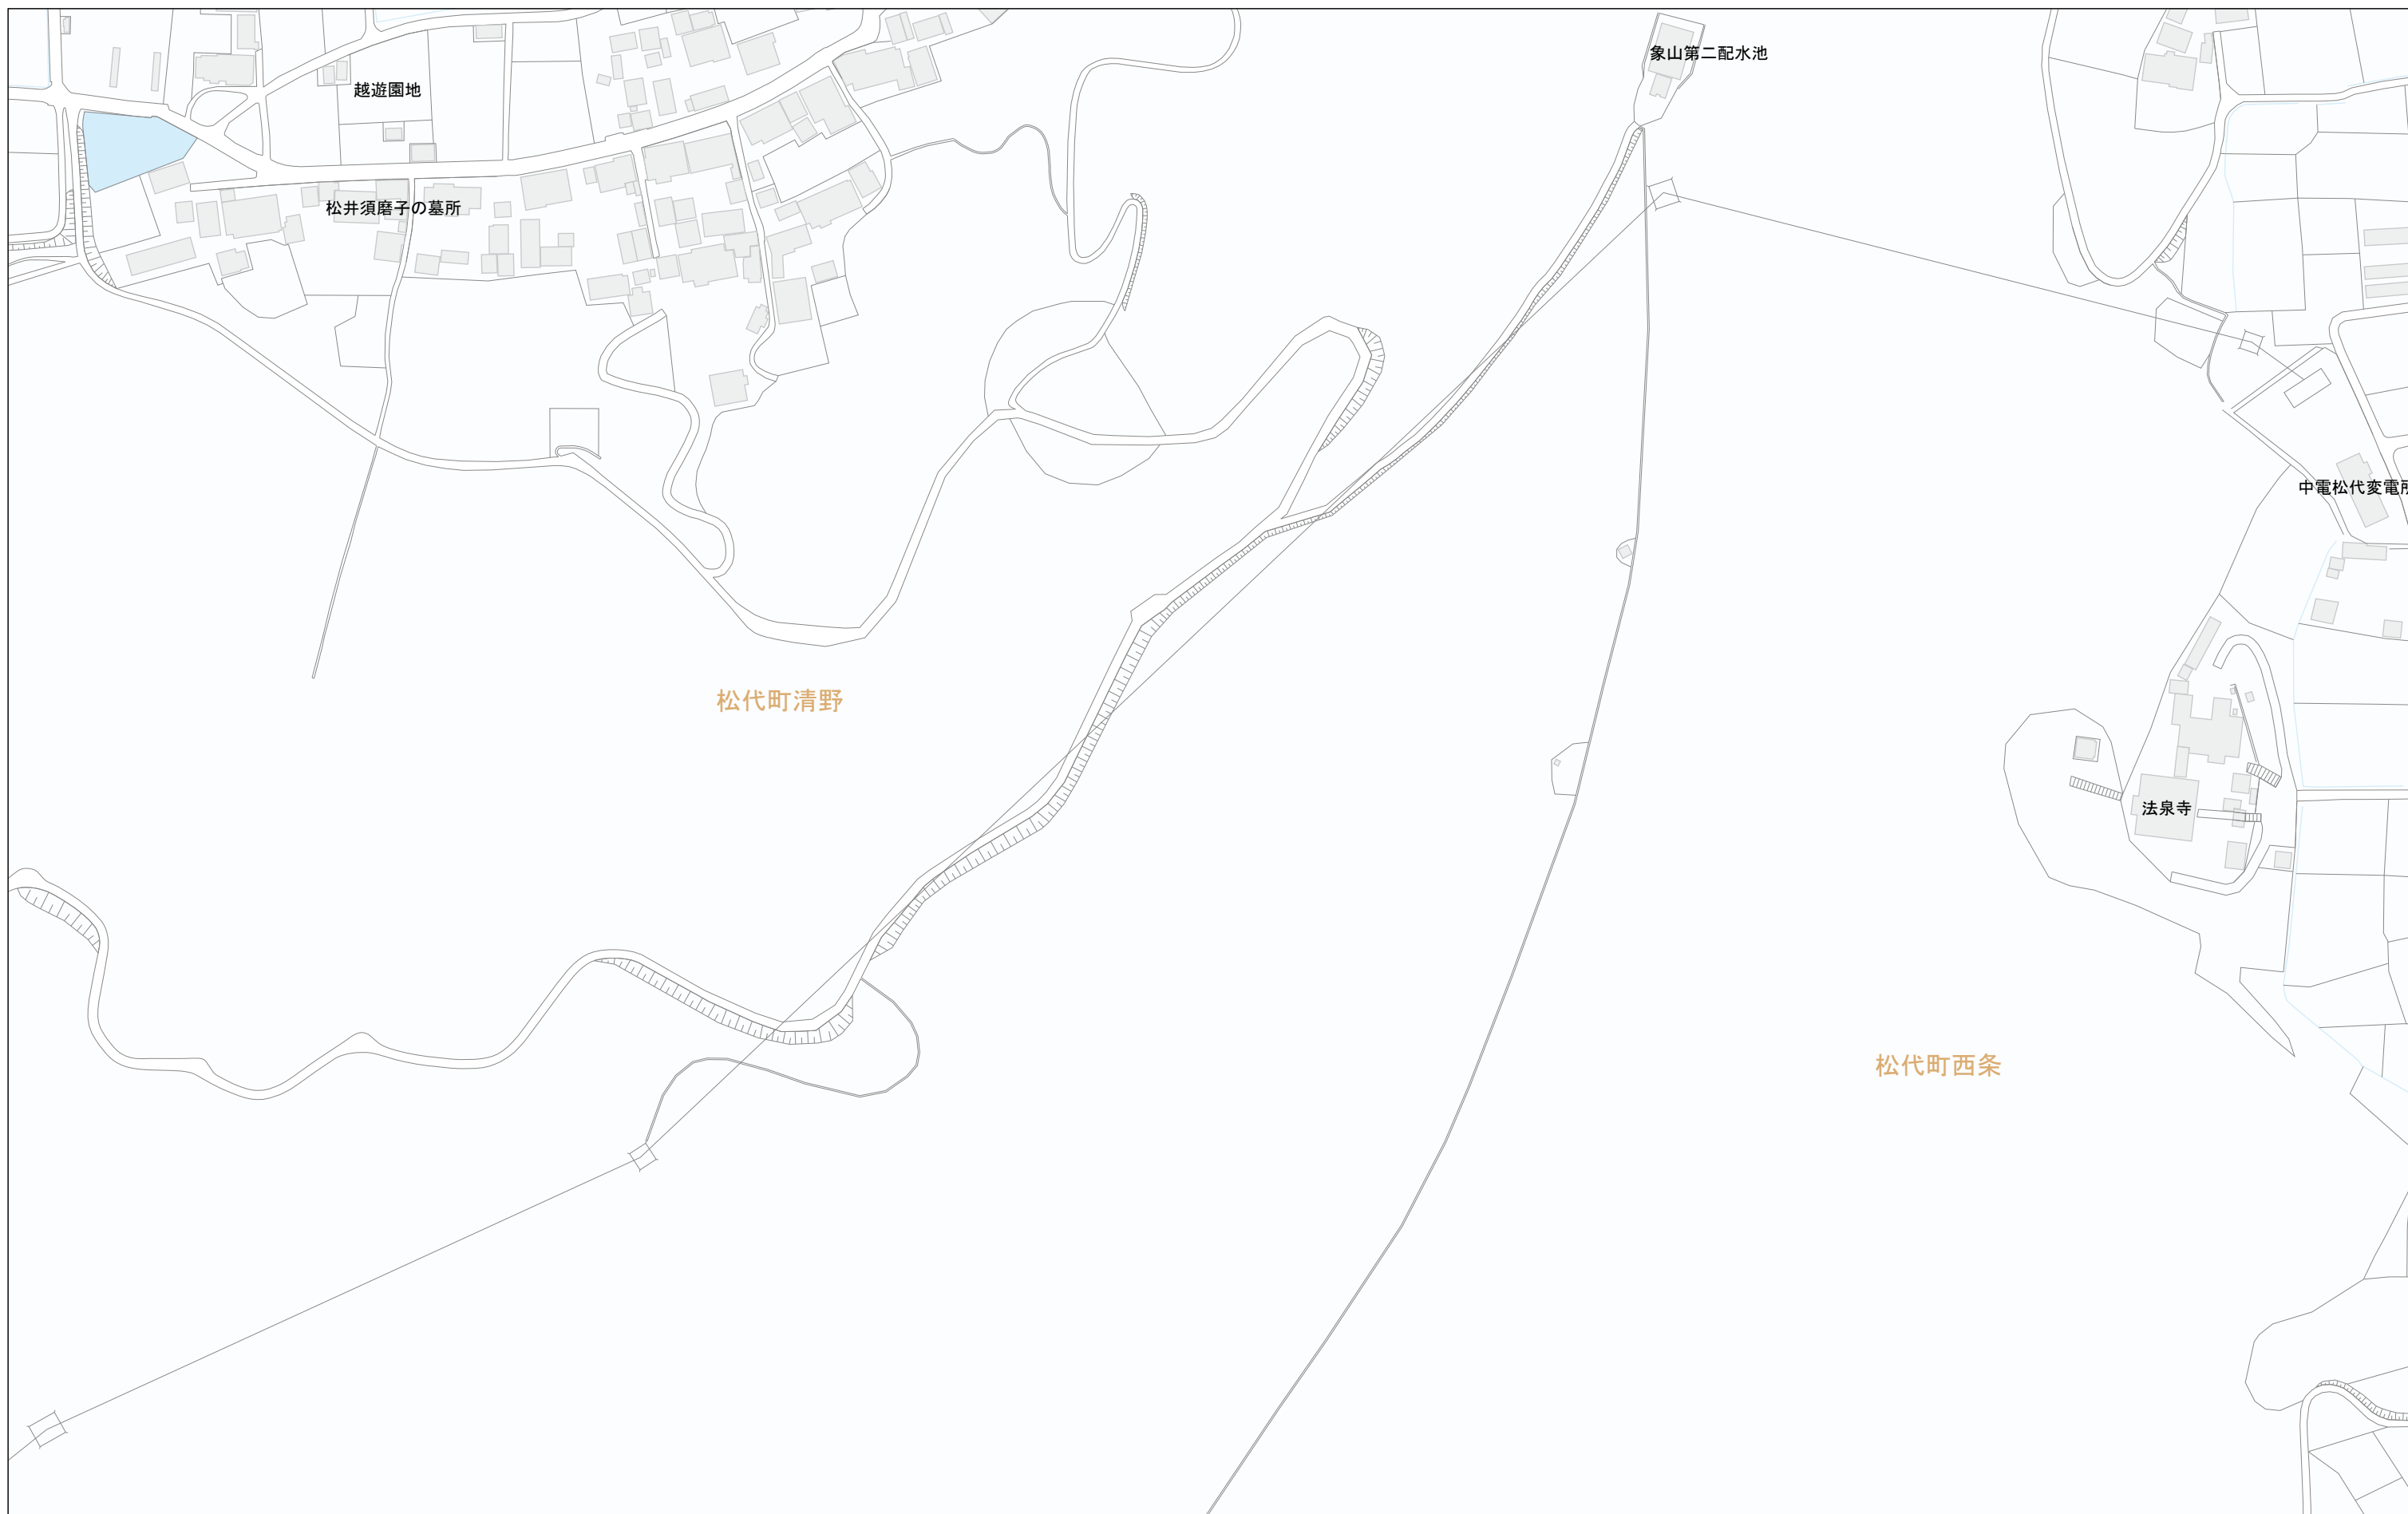 象山第二配水池
越遊園地
松井須磨子の墓所
中電松代変電所
松代町清野
法泉寺
松代町西条